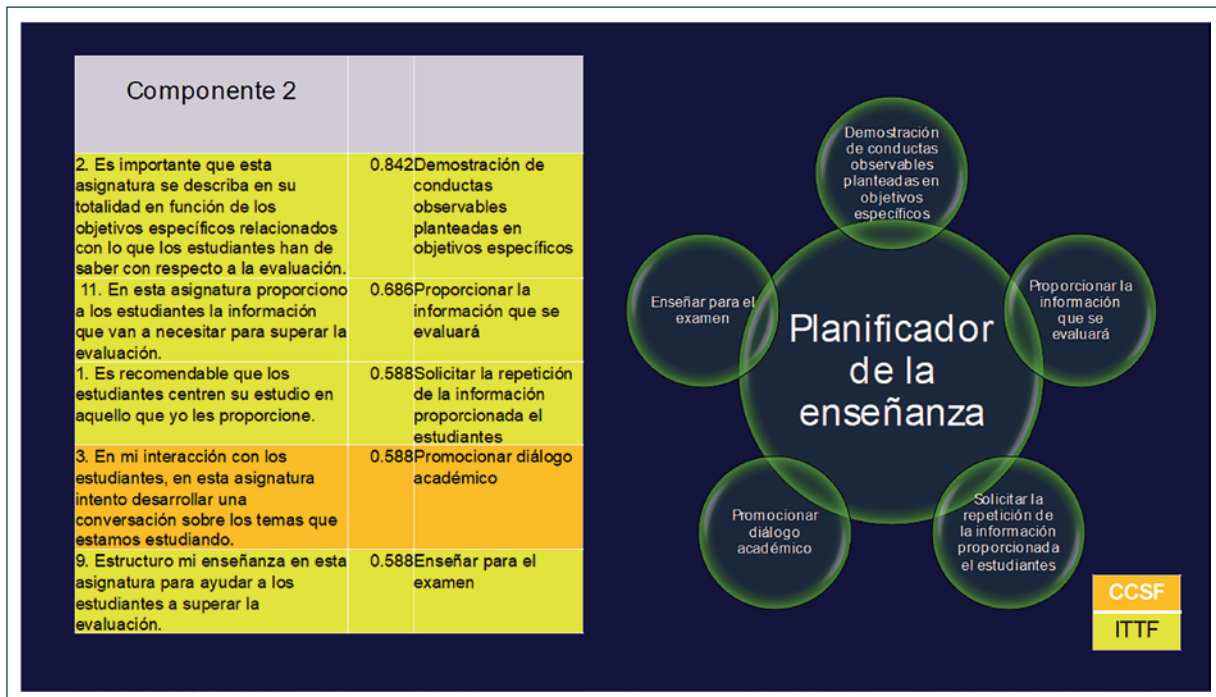 Componente 2
2. Es importante que esta
asignatura se describa en su
totalidad en función de los
objetivos específicos relacionados
con lo que los estudiantes han de
saber con respecto a la evaluación.
0.842
Demostración de
conductas
observables
planteadas en
objetivos específicos
11. En esta asignatura proporciono
a los estudiantes la información
que van a necesitar para superar la
evaluación.
0.686
Proporcionar la
información que se
evaluará
1. Es recomendable que los
estudiantes centren su estudio en
aquello que yo les proporcione.
0.588
Solicitar la repetición
de la información
proporcionada el
estudiantes
3. En mi interacción con los
estudiantes, en esta asignatura
intento desarrollar una
conversación sobre los temas que
estamos estudiando.
0.588
Promocionar diálogo
académico
9. Estructuro mi enseñanza en esta
asignatura para ayudar a los
estudiantes a superar la
evaluación.
0.588
Enseñar para el
examen
Demostración
de conductas
observables
planteadas en
objetivos
específicos
Enseñar para el
examen
Proporcionar la
información
que se
evaluará
Planificador
de la
enseñanza
Promocionar
diálogo
académico
Solicitar la
repetición de
la información
proporcionada
el estudiantes
CCSF
ITTF